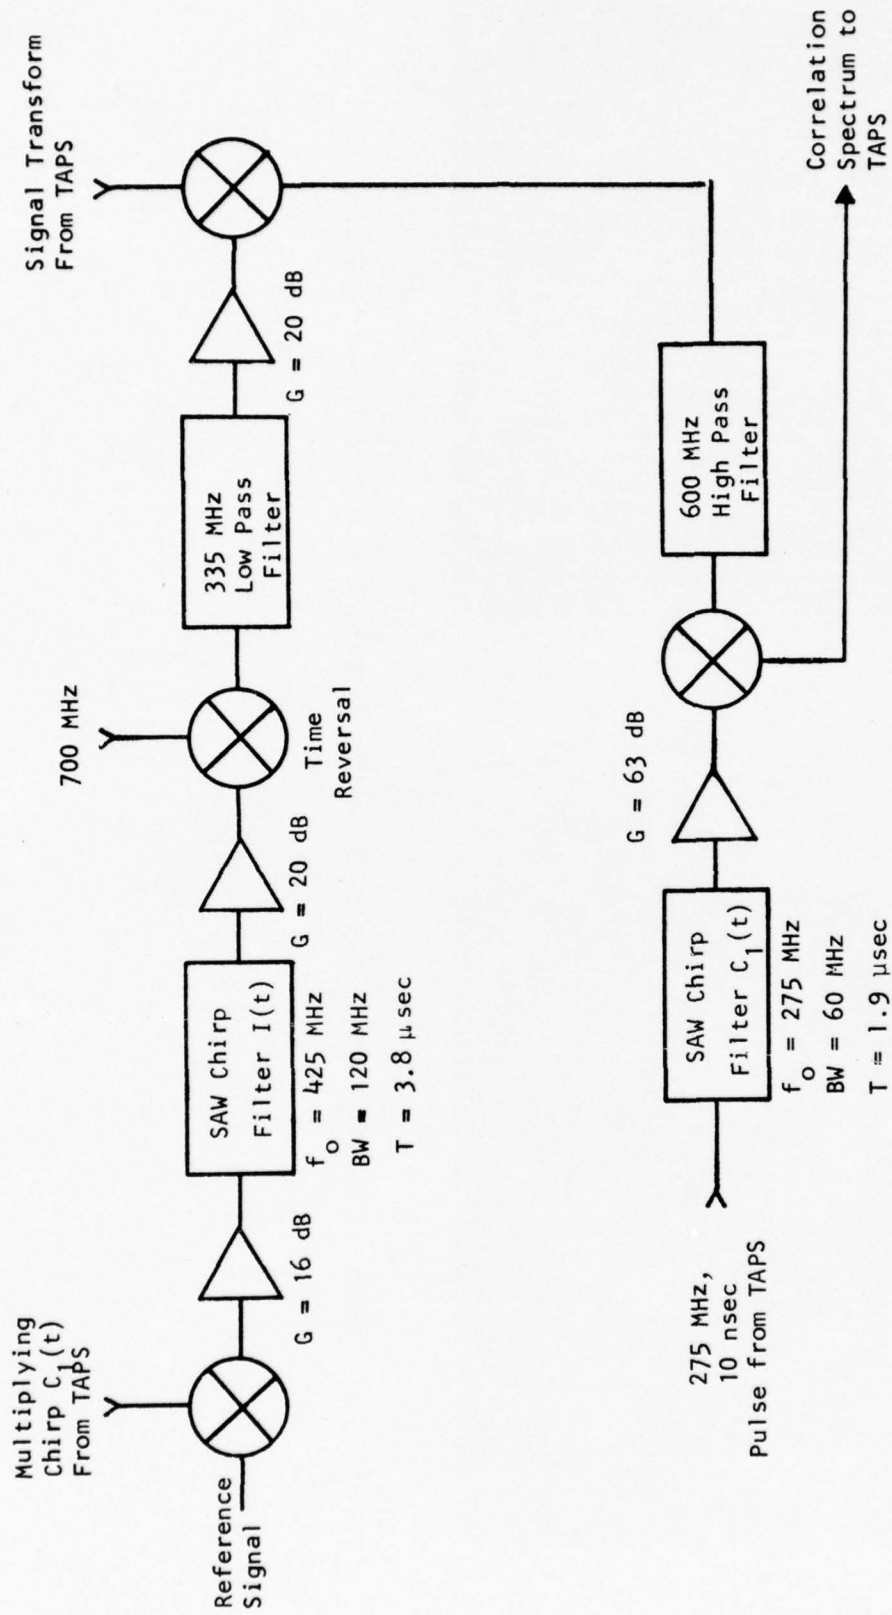 Multiplying
Chirp C1(t)
From TAPS
Reference
Signal
G = 16 dB
SAW Chirp
Filter I(t)
fo = 425 MHz
BW = 120 MHz
T = 3.8 μsec
G = 20 dB
700 MHz
Time
Reversal
335 MHz
Low Pass
Filter
G = 20 dB
Signal Transform
From TAPS
275 MHz,
10 nsec
Pulse from TAPS
SAW Chirp
Filter C1(t)
fo = 275 MHz
BW = 60 MHz
T = 1.9 μsec
G = 63 dB
600 MHz
High Pass
Filter
Correlation
Spectrum to
TAPS